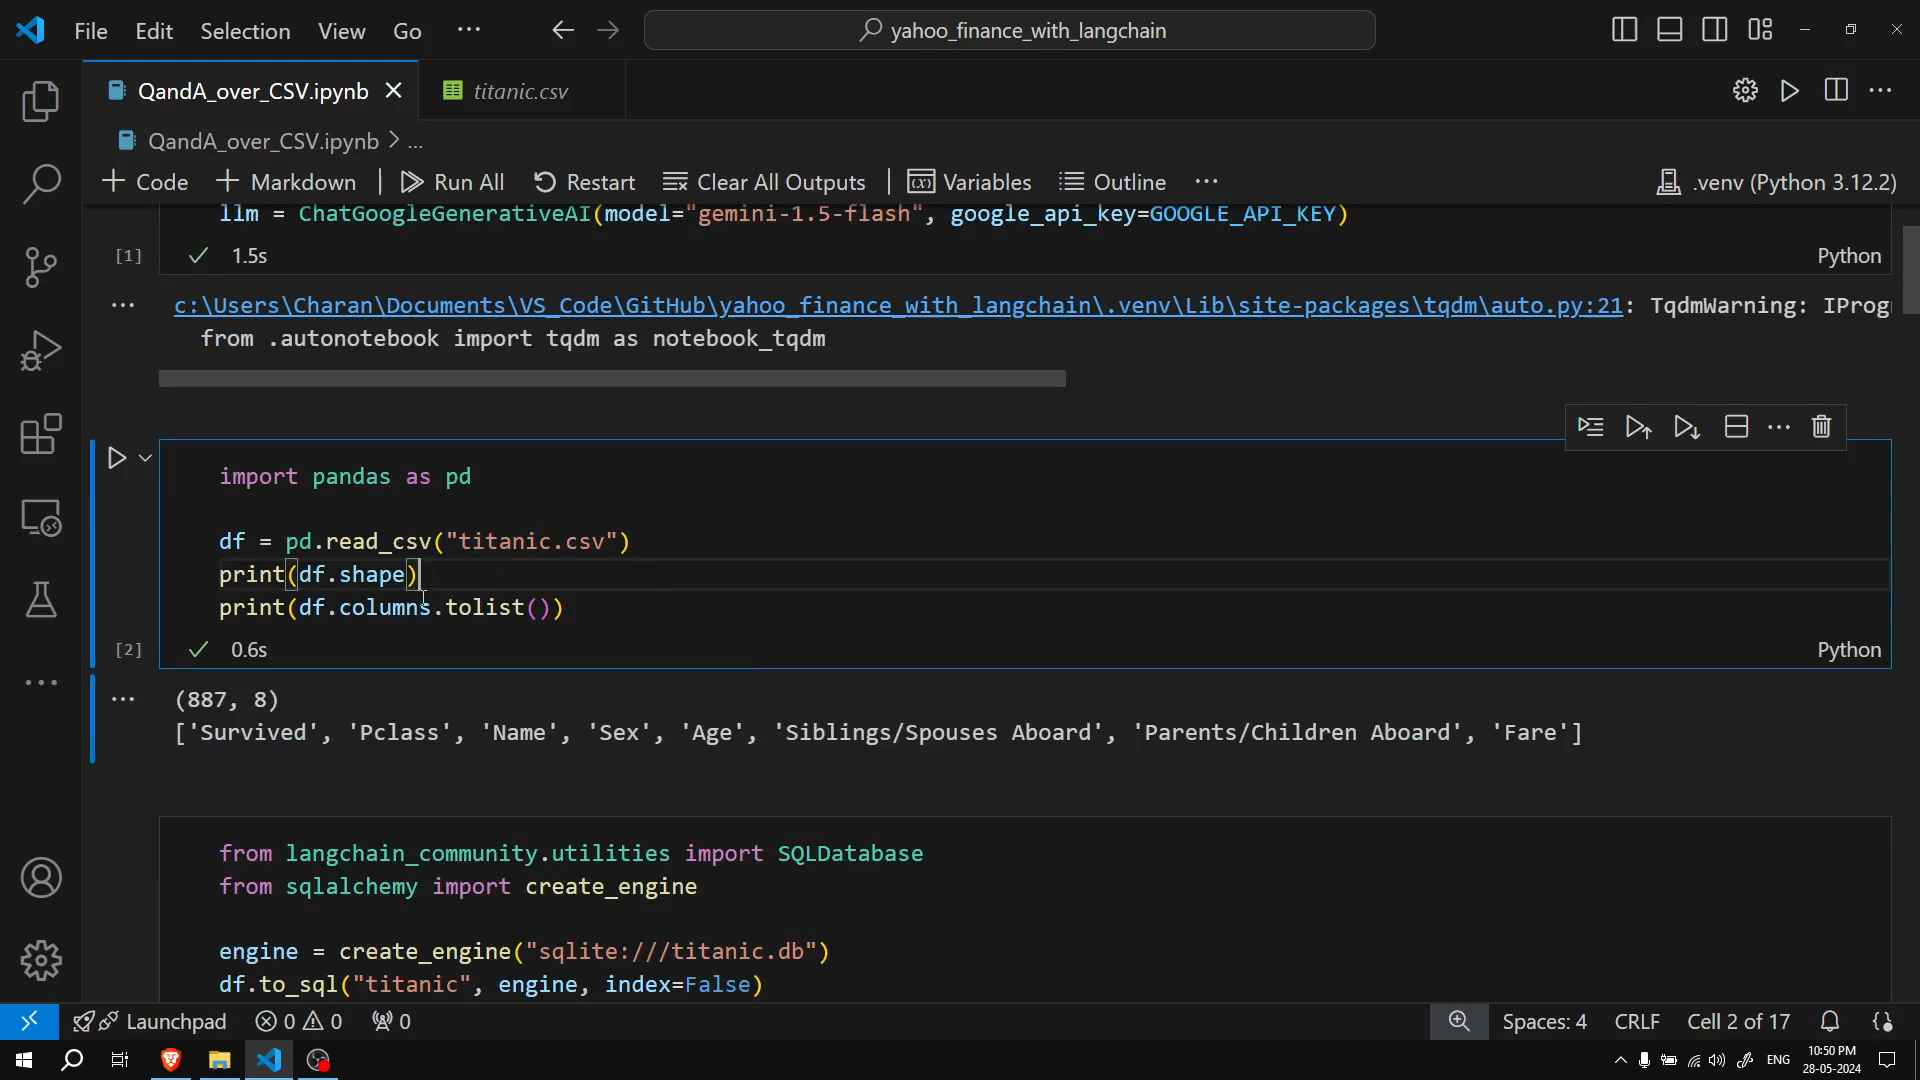 File Edit Selection View Go ··· yahoo_finance_with_langchain
QandA_over_CSV.ipynb titanic.csv
QandA_over_CSV.ipynb > ...
+ Code + Markdown | Run All Restart Clear All Outputs | Variables Outline ··· .venv (Python 3.12.2)
llm = ChatGoogleGenerativeAI(model="gemini-1.5-flash", google_api_key=GOOGLE_API_KEY)
[1] 1.5s Python
c:\Users\Charan\Documents\VS_Code\GitHub\yahoo_finance_with_langchain\.venv\Lib\site-packages\tqdm\auto.py:21: TqdmWarning: IProg
from .autonotebook import tqdm as notebook_tqdm
import pandas as pd
df = pd.read_csv("titanic.csv")
print(df.shape)
print(df.columns.tolist())
[2] 0.6s Python
(887, 8)
['Survived', 'Pclass', 'Name', 'Sex', 'Age', 'Siblings/Spouses Aboard', 'Parents/Children Aboard', 'Fare']
from langchain_community.utilities import SQLDatabase
from sqlalchemy import create_engine
engine = create_engine("sqlite:///titanic.db")
df.to_sql("titanic", engine, index=False)
Launchpad 0 0 0 Spaces: 4 CRLF Cell 2 of 17
ENG 10:50 PM
28-05-2024